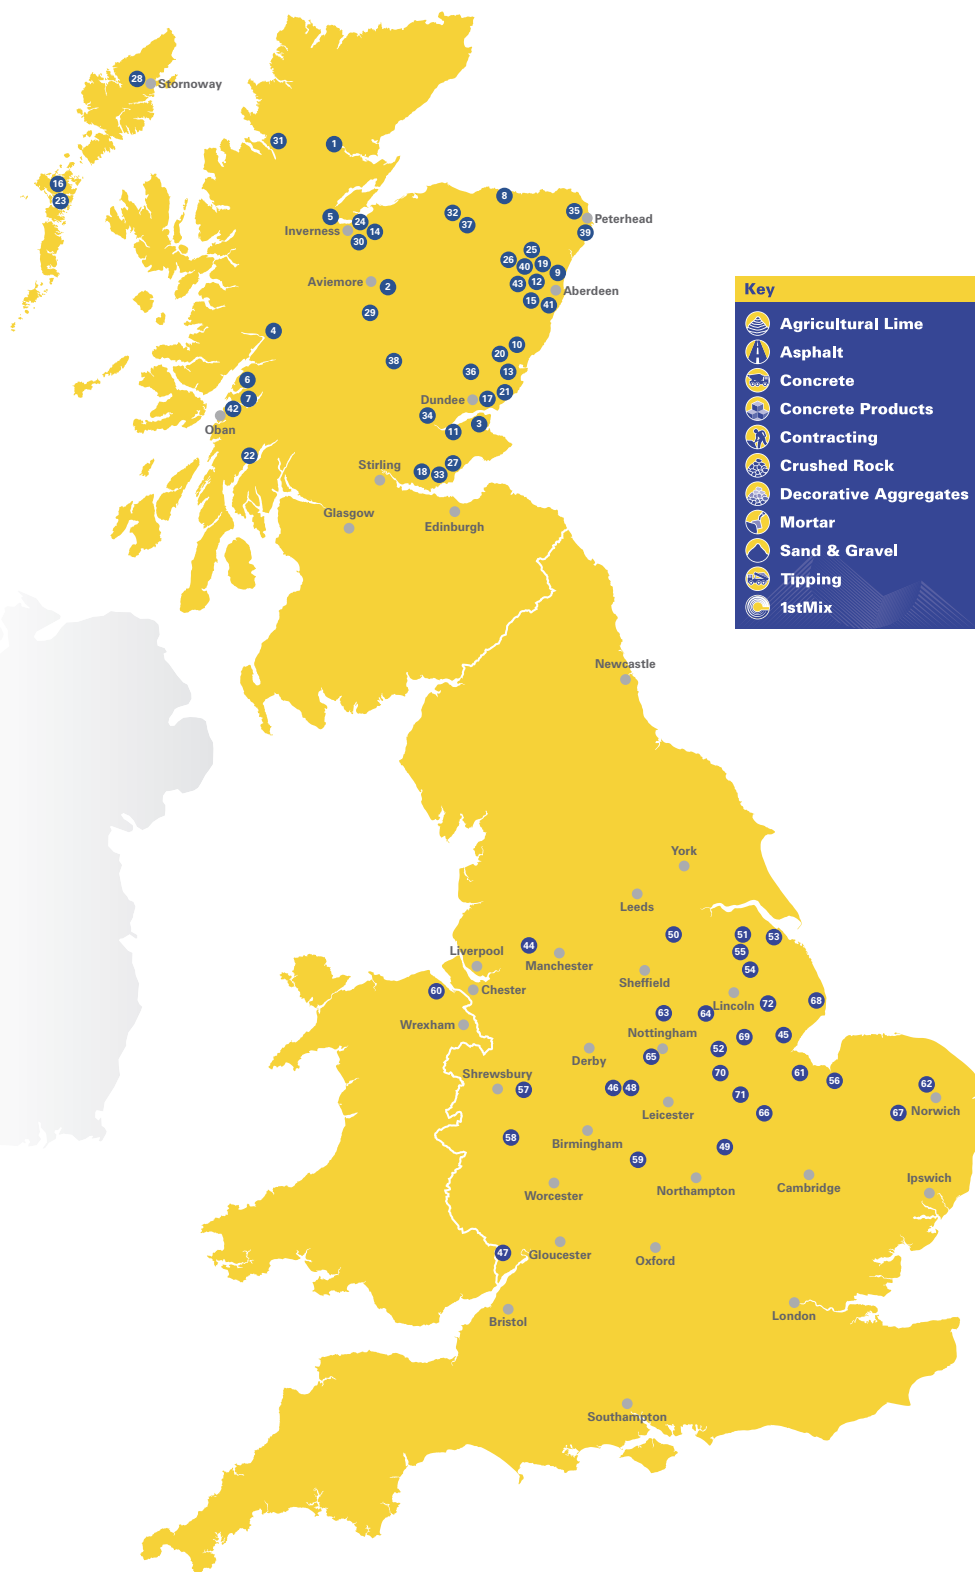 28
Stornoway
31
1
16
23
8
5
24
32
35
Peterhead
Inverness
14
37
39
30
25
26
40
19
9
Aviemore
2
43
12
Aberdeen
15
41
29
4
10
20
38
36
13
6
21
7
Dundee
17
42
34
3
Oban
11
22
Stirling
18
33
27
Glasgow
Edinburgh
Key
Agricultural Lime
Asphalt
Concrete
Concrete Products
Contracting
Crushed Rock
Decorative Aggregates
Mortar
Sand & Gravel
Tipping
1stMix
Newcastle
York
Leeds
50
51
53
44
55
Liverpool
Manchester
54
Sheffield
60
Chester
Lincoln
72
68
63
64
Wrexham
Nottingham
69
45
Derby
65
52
Shrewsbury
70
61
56
57
46
48
62
71
Leicester
66
67
Norwich
58
Birmingham
49
59
Worcester
Northampton
Cambridge
Ipswich
47
Gloucester
Oxford
London
Bristol
Southampton